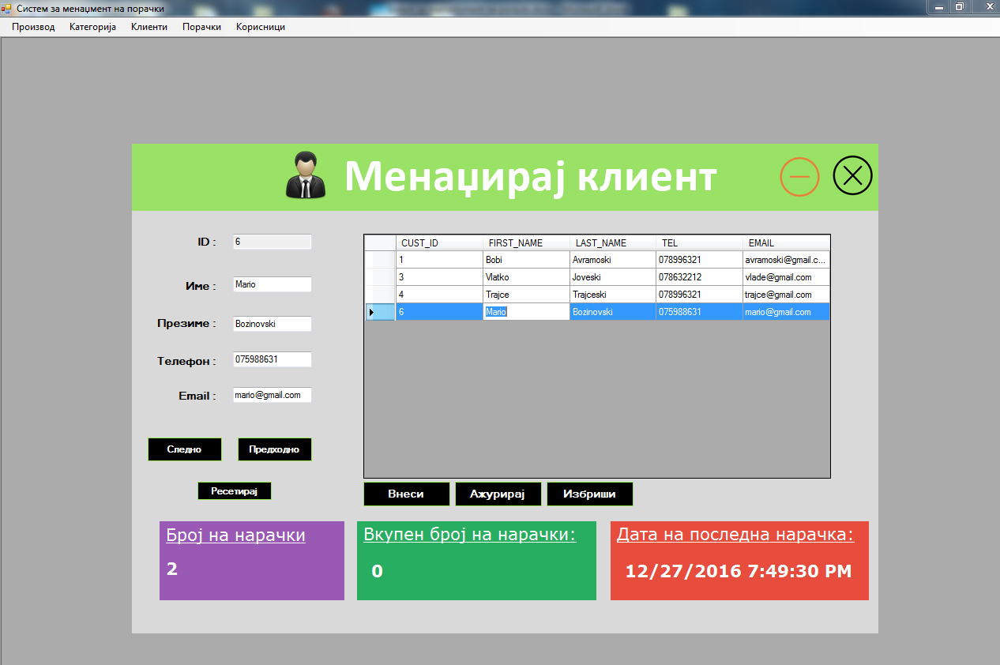 Систем за менаџмент на порачки
Производ Категорија Клиенти Порачки Корисници
Менаџирај клиент
ID : 6
Име : Mario
Презиме : Bozinovski
Телефон : 075988631
Email : mario@gmail.com
Следно Предходно
Ресетирај
CUST_ID FIRST_NAME LAST_NAME TEL EMAIL
1 Bobi Avramoski 078996321 avramoski@gmail.c...
3 Vlatko Joveski 078632212 vlade@gmail.com
4 Trajce Trajceski 078996321 trajce@gmail.com
6 Mario Bozinovski 075988631 mario@gmail.com
Внеси Ажурирај Избриши
Број на нарачки
2
Вкупен број на нарачки:
0
Дата на последна нарачка:
12/27/2016 7:49:30 PM